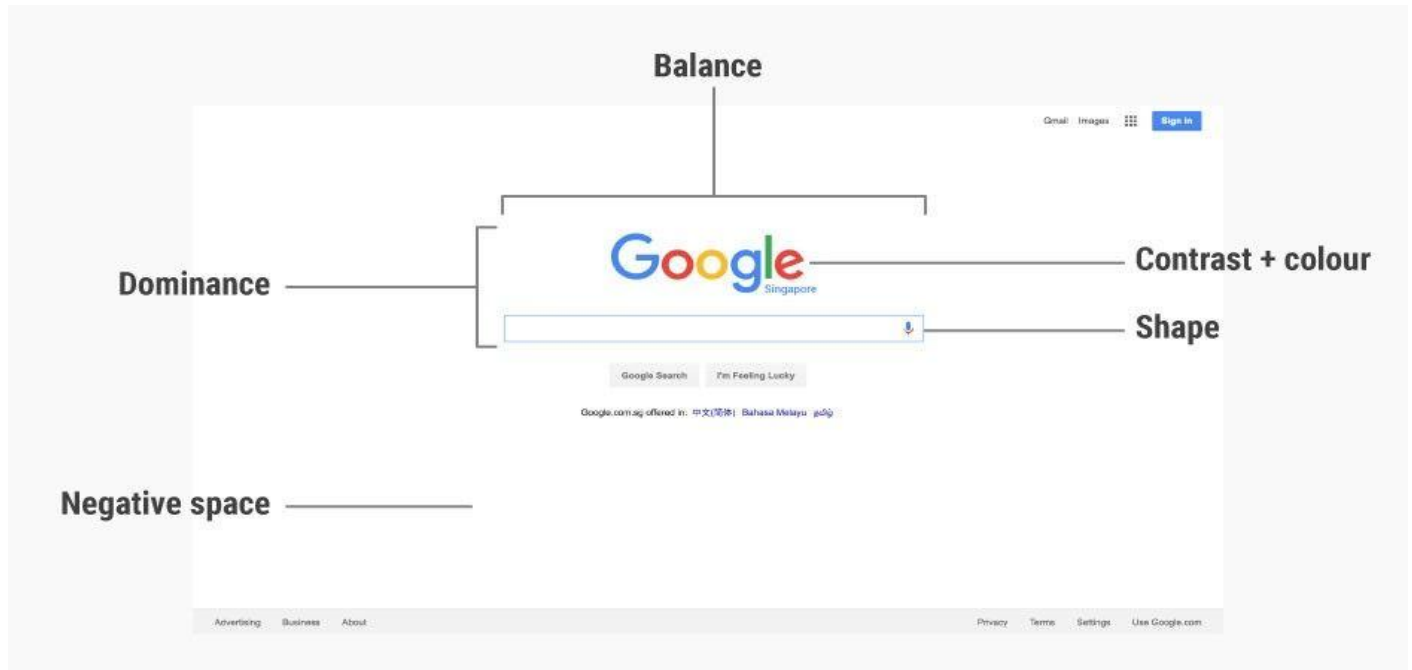 Balance
Gmail Images Sign in
Google
Singapore
Dominance
Contrast + colour
Shape
Google Search I'm Feeling Lucky
Google.com.sg offered in: 中文(简体) Bahasa Melayu தமிழ்
Negative space
Advertising Business About Privacy Terms Settings Use Google.com